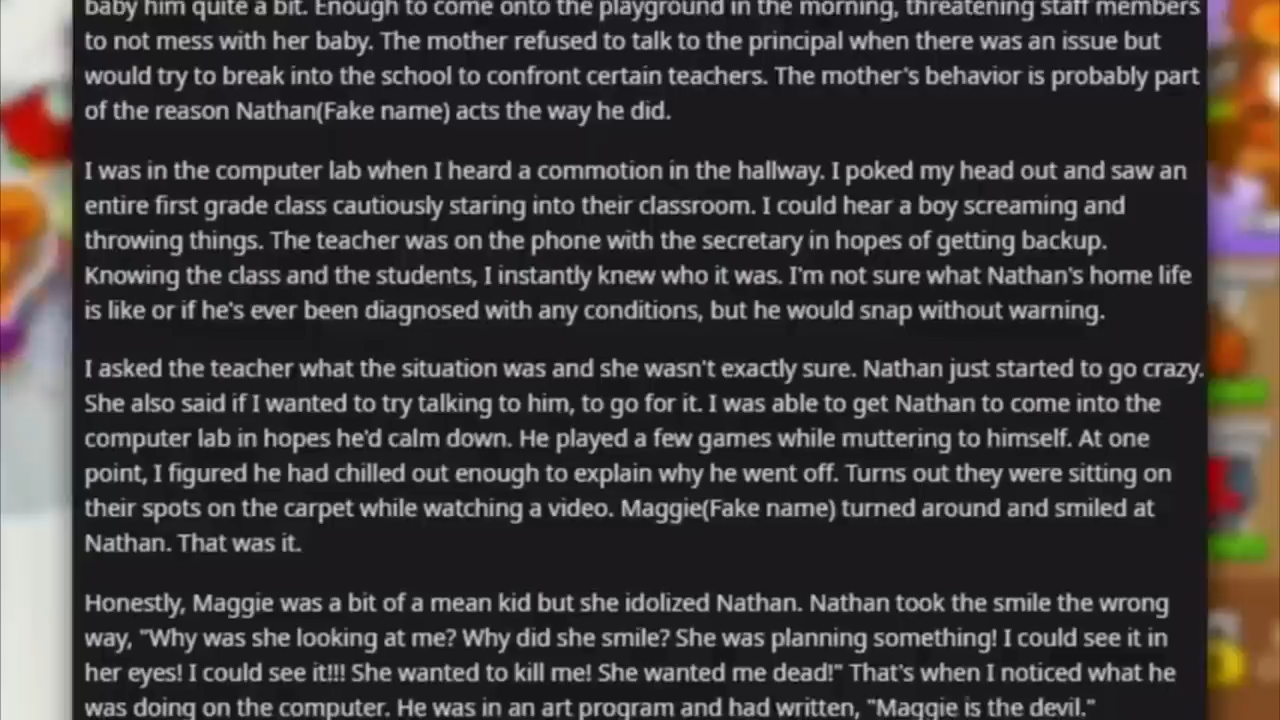 baby him quite a bit. Enough to come onto the playground in the morning, threatening staff members
to not mess with her baby. The mother refused to talk to the principal when there was an issue but
would try to break into the school to confront certain teachers. The mother's behavior is probably part
of the reason Nathan(Fake name) acts the way he did.
I was in the computer lab when I heard a commotion in the hallway. I poked my head out and saw an
entire first grade class cautiously staring into their classroom. I could hear a boy screaming and
throwing things. The teacher was on the phone with the secretary in hopes of getting backup.
Knowing the class and the students, I instantly knew who it was. I'm not sure what Nathan's home life
is like or if he's ever been diagnosed with any conditions, but he would snap without warning.
I asked the teacher what the situation was and she wasn't exactly sure. Nathan just started to go crazy.
She also said if I wanted to try talking to him, to go for it. I was able to get Nathan to come into the
computer lab in hopes he'd calm down. He played a few games while muttering to himself. At one
point, I figured he had chilled out enough to explain why he went off. Turns out they were sitting on
their spots on the carpet while watching a video. Maggie(Fake name) turned around and smiled at
Nathan. That was it.
Honestly, Maggie was a bit of a mean kid but she idolized Nathan. Nathan took the smile the wrong
way, "Why was she looking at me? Why did she smile? She was planning something! I could see it in
her eyes! I could see it!!! She wanted to kill me! She wanted me dead!" That's when I noticed what he
was doing on the computer. He was in an art program and had written, "Maggie is the devil."